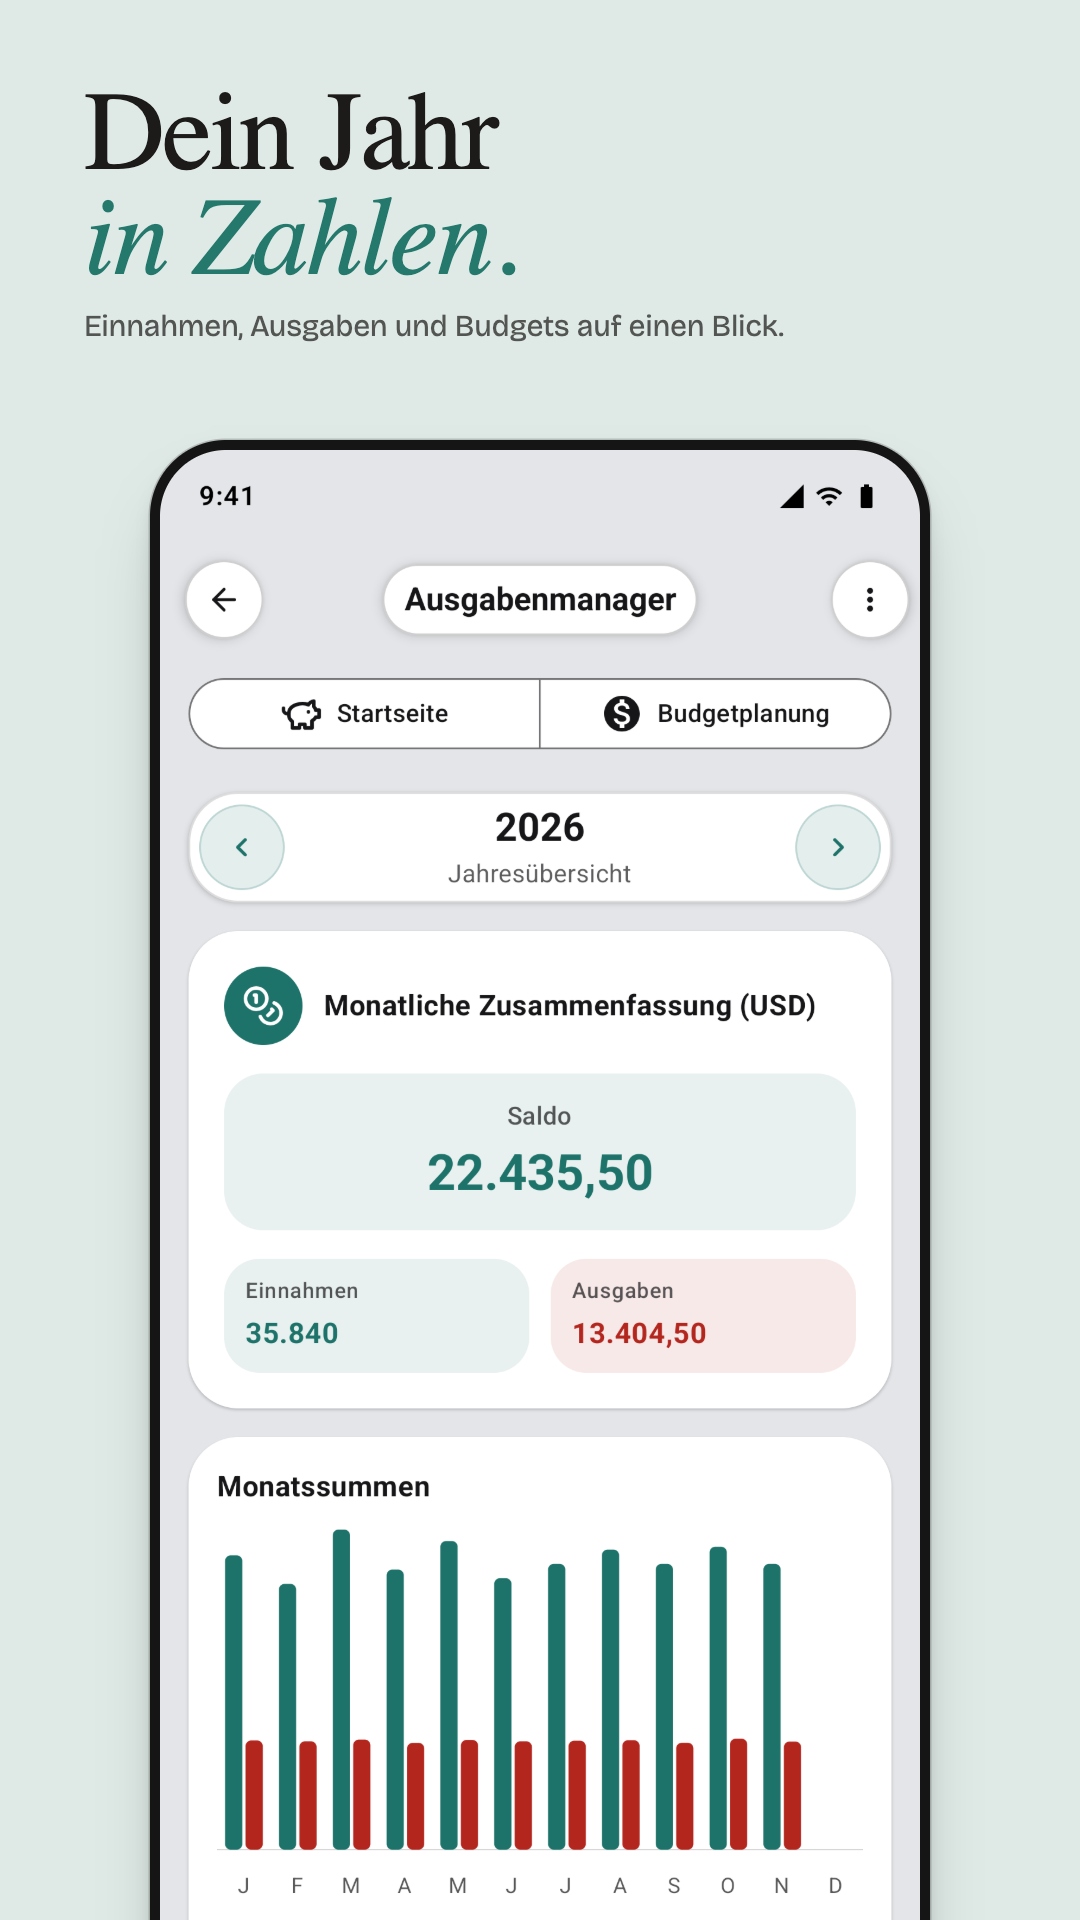 Dein Jahr
in Zahlen.
Einnahmen, Ausgaben und Budgets auf einen Blick.
9:41
Ausgabenmanager
Startseite
Budgetplanung
2026
Jahresübersicht
Monatliche Zusammenfassung (USD)
Saldo
22.435,50
Einnahmen
35.840
Ausgaben
13.404,50
Monatssummen
J F M A M J J A S O N D